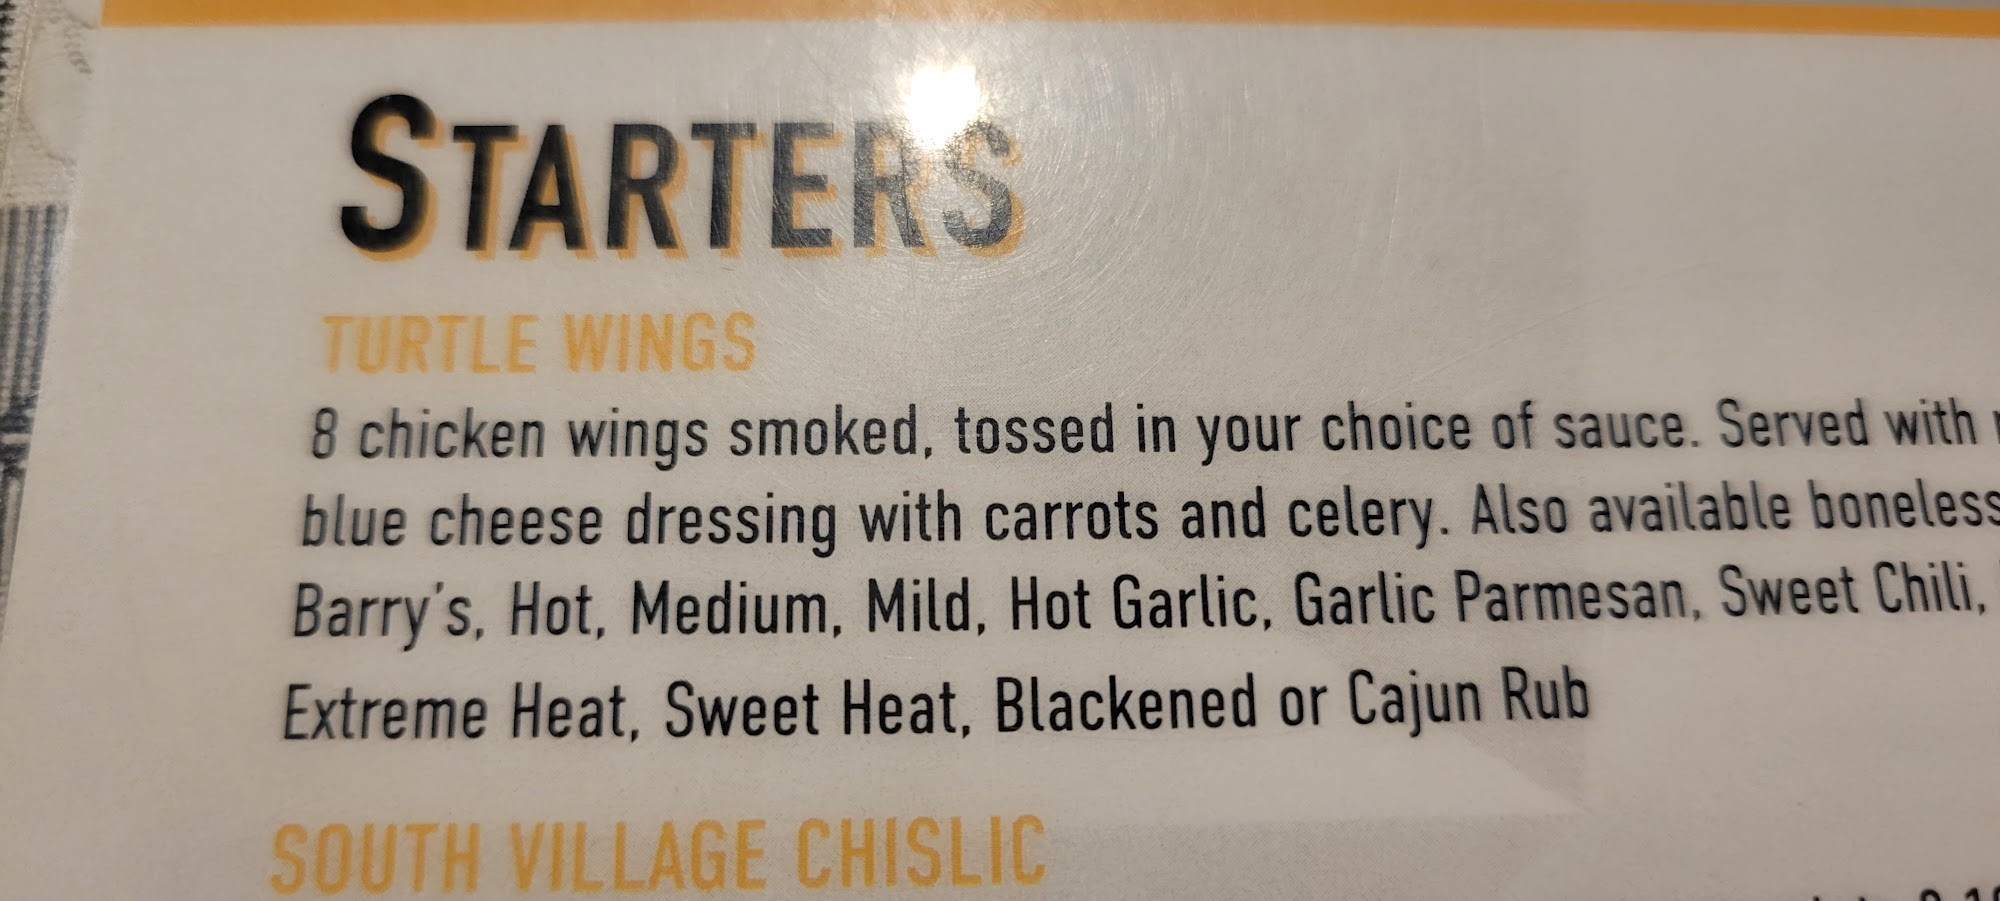 STARTERS
TURTLE WINGS
8 chicken wings smoked, tossed in your choice of sauce. Served with
blue cheese dressing with carrots and celery. Also available boneless
Barry's, Hot, Medium, Mild, Hot Garlic, Garlic Parmesan, Sweet Chili,
Extreme Heat, Sweet Heat, Blackened or Cajun Rub
SOUTH VILLAGE CHISLIC